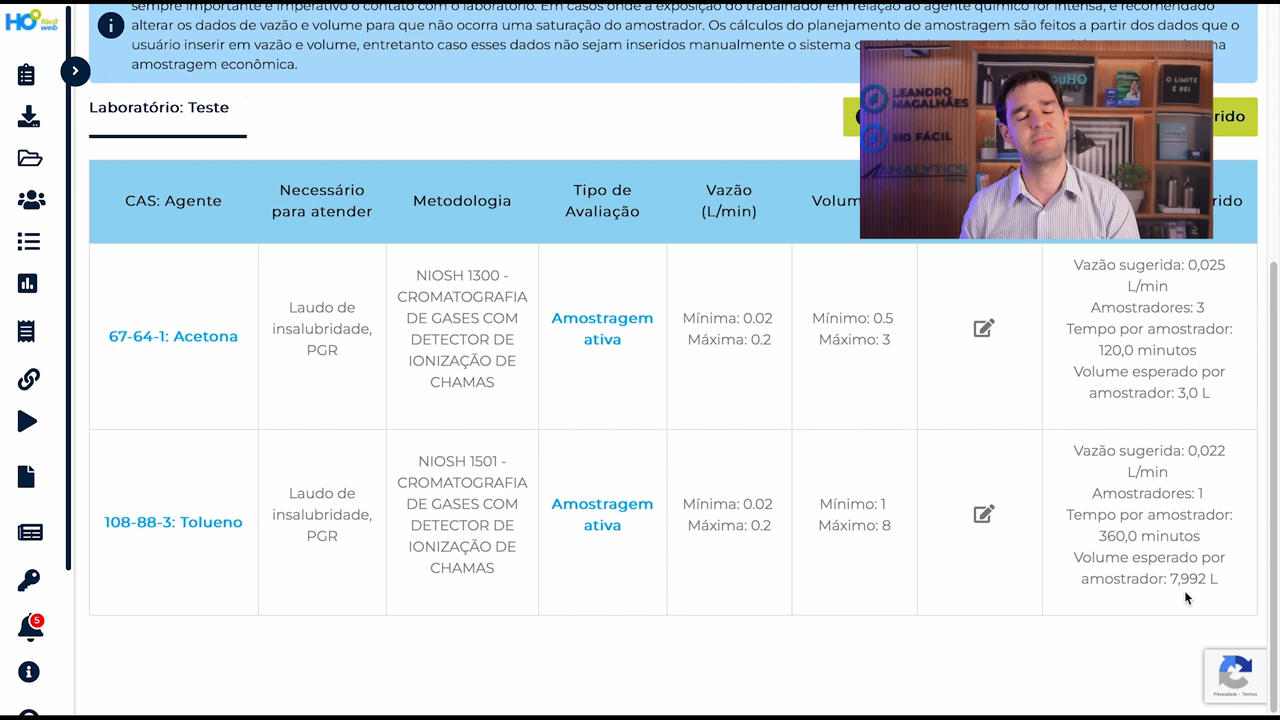 HO fácil web
sempre importante e imperativo o contato com o laboratório. Em casos onde a exposição do trabalhador em relação ao agente químico for intensa, é recomendado
alterar os dados de vazão e volume para que não ocorra uma saturação do amostrador. Os cálculos do planejamento de amostragem são feitos a partir dos dados que o
usuário inserir em vazão e volume, entretanto caso esses dados não sejam inseridos manualmente o sistema
amostragem econômica.
Laboratório: Teste
rido
LEANDRO
MAGALHÃES
HO FÁCIL
ANALYTICS
O LIMITE
É REI
CAS: Agente
Necessário
para atender
Metodologia
Tipo de
Avaliação
Vazão
(L/min)
Volum
rido
67-64-1: Acetona
Laudo de
insalubridade,
PGR
NIOSH 1300 -
CROMATOGRAFIA
DE GASES COM
DETECTOR DE
IONIZAÇÃO DE
CHAMAS
Amostragem
ativa
Mínima: 0.02
Máxima: 0.2
Mínimo: 0.5
Máximo: 3
Vazão sugerida: 0,025
L/min
Amostradores: 3
Tempo por amostrador:
120,0 minutos
Volume esperado por
amostrador: 3,0 L
108-88-3: Tolueno
Laudo de
insalubridade,
PGR
NIOSH 1501 -
CROMATOGRAFIA
DE GASES COM
DETECTOR DE
IONIZAÇÃO DE
CHAMAS
Amostragem
ativa
Mínima: 0.02
Máxima: 0.2
Mínimo: 1
Máximo: 8
Vazão sugerida: 0,022
L/min
Amostradores: 1
Tempo por amostrador:
360,0 minutos
Volume esperado por
amostrador: 7,992 L
5
Privacidade - Termos